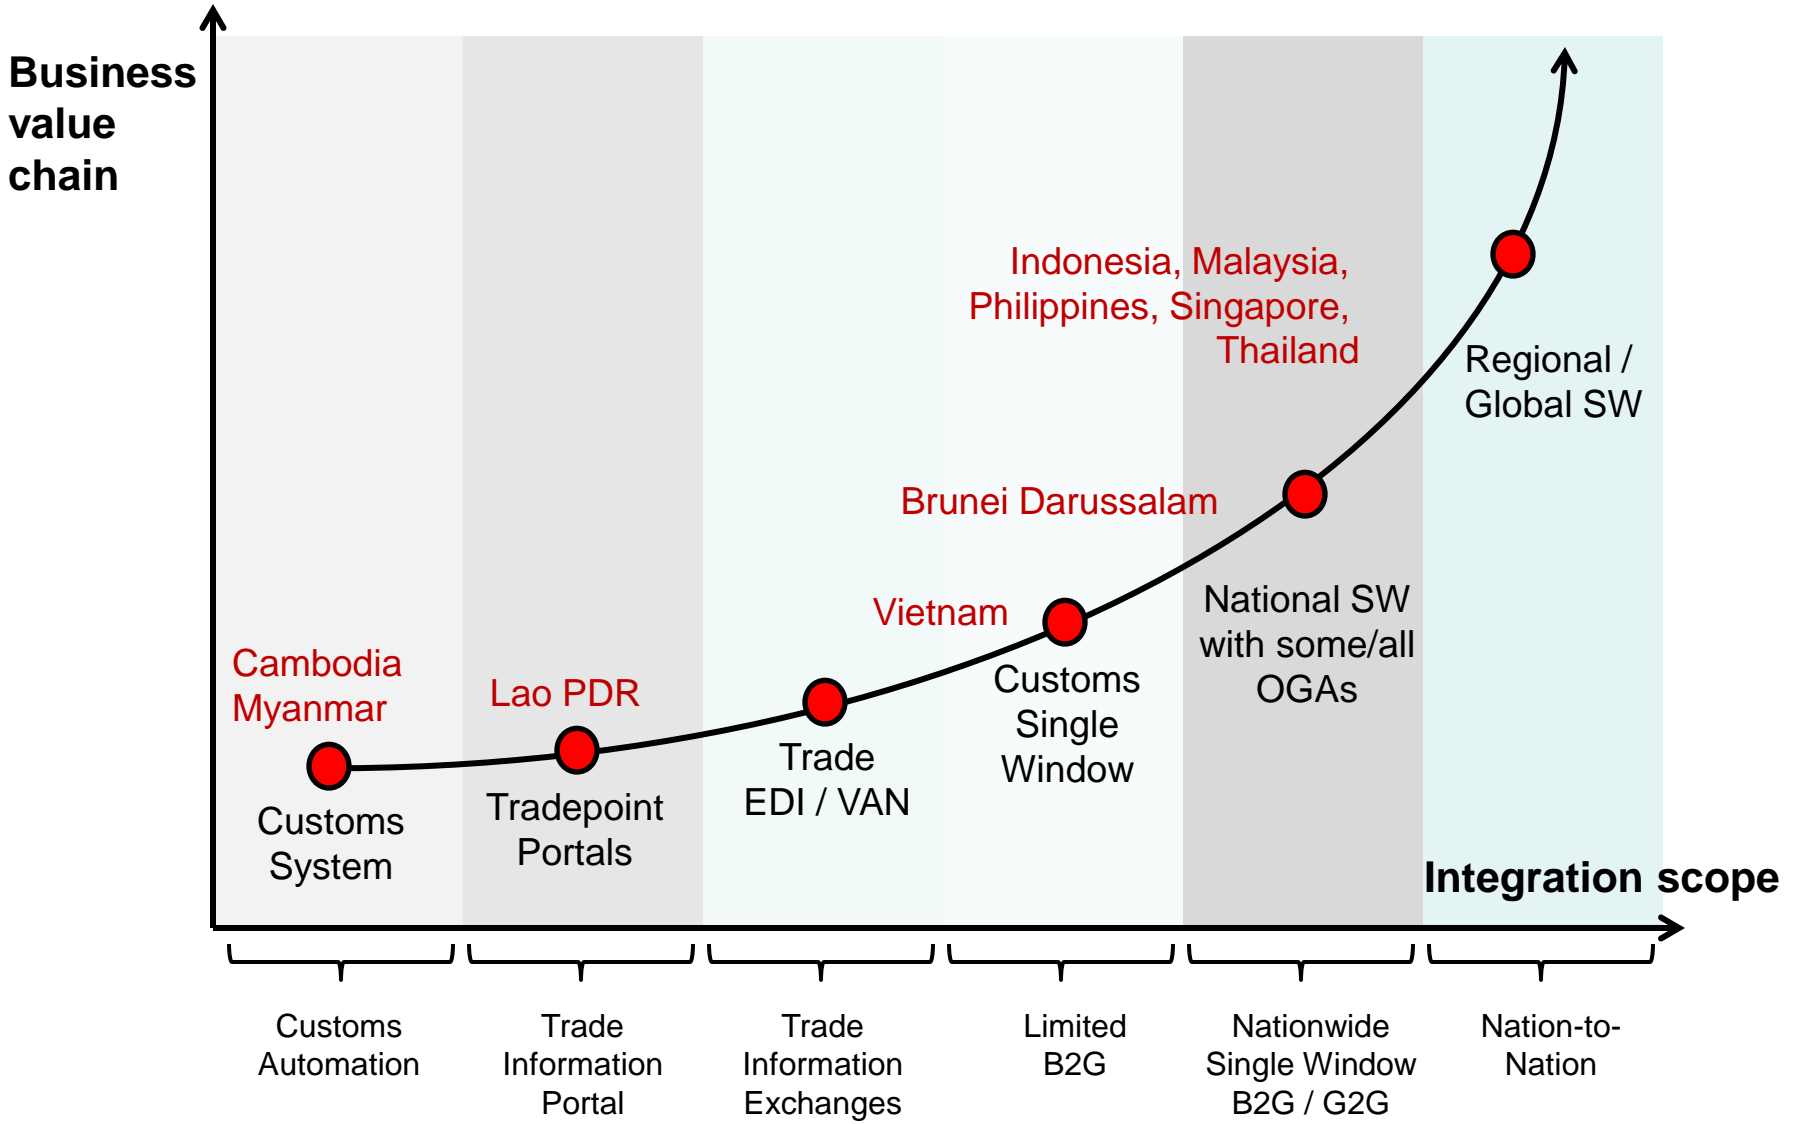 Business
value
chain
Indonesia, Malaysia,
Philippines, Singapore,
Thailand
Regional /
Global SW
Brunei Darussalam
National SW
with some/all
OGAs
Vietnam
Customs
Single
Window
Cambodia
Myanmar
Lao PDR
Trade
EDI / VAN
Tradepoint
Portals
Customs
System
Integration scope
Customs
Automation
Trade
Information
Portal
Trade
Information
Exchanges
Limited
B2G
Nationwide
Single Window
B2G / G2G
Nation-to-
Nation